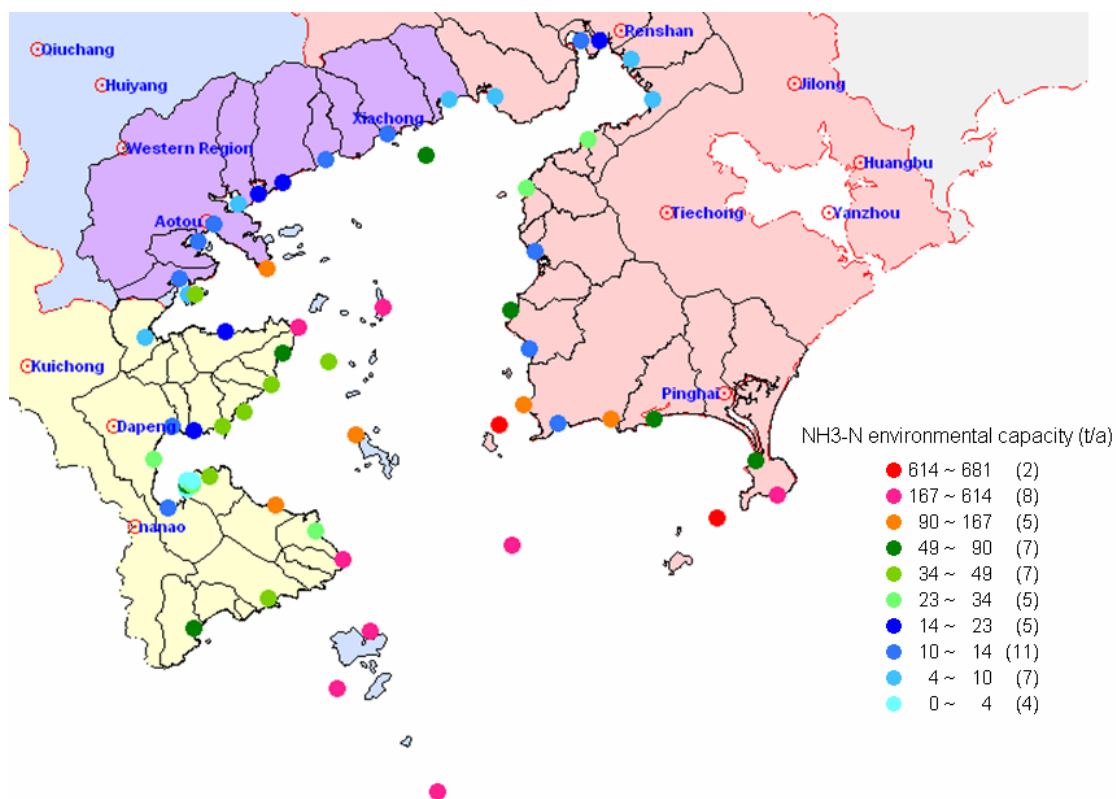 Renshan
Qiuchang
Huiyang
Jilong
Xiachong
Western Region
Huangbu
Aotou
Tiechong
Yanzhou
Kuichong
Pinghai
Dapeng
nanao
NH3-N environmental capacity (t/a)
614 ~ 681 (2)
167 ~ 614 (8)
90 ~ 167 (5)
49 ~ 90 (7)
34 ~ 49 (7)
23 ~ 34 (5)
14 ~ 23 (5)
10 ~ 14 (11)
4 ~ 10 (7)
0 ~ 4 (4)